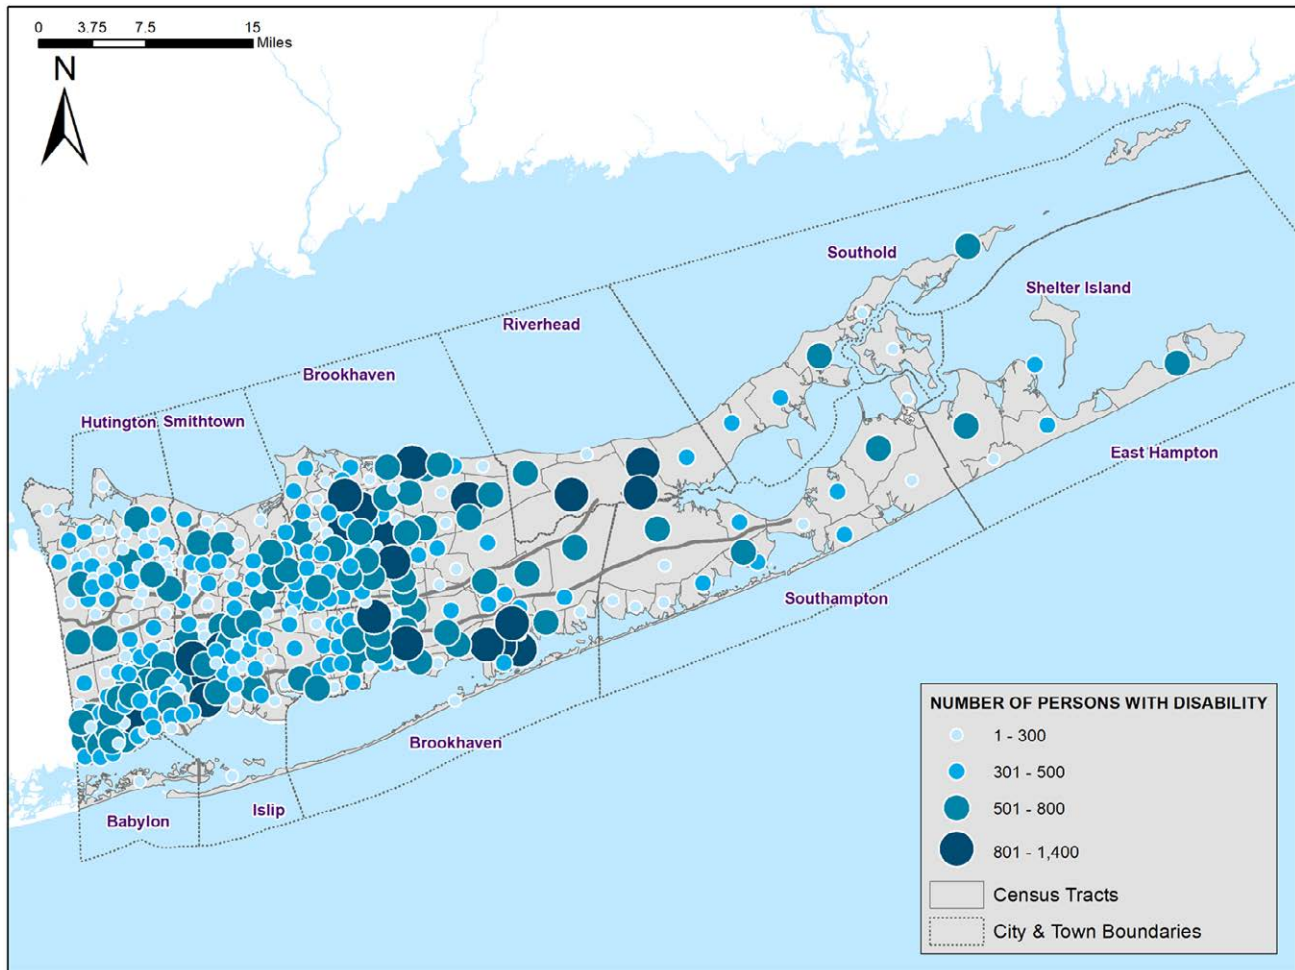 0 3.75 7.5 15
Miles
N
Southold
Shelter Island
Riverhead
Brookhaven
Hutington Smithtown
East Hampton
Southampton
Brookhaven
Islip
Babylon
NUMBER OF PERSONS WITH DISABILITY
1 - 300
301 - 500
501 - 800
801 - 1,400
Census Tracts
City & Town Boundaries